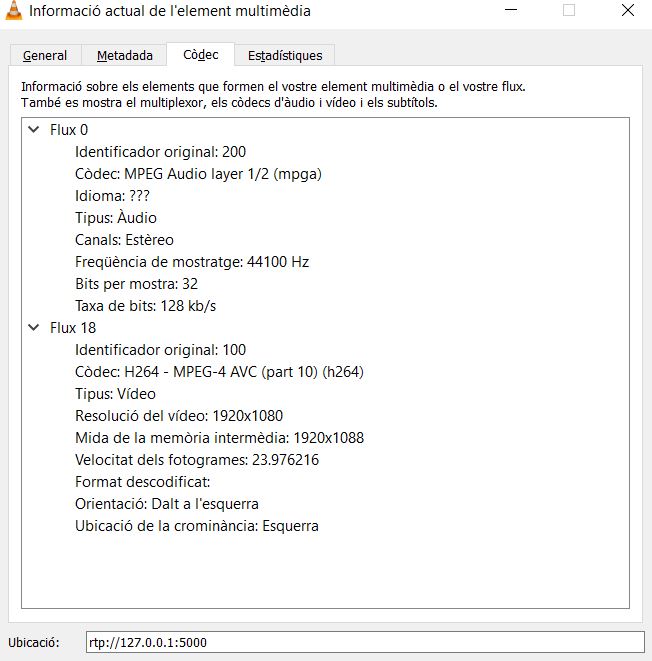 Informació actual de l'element multimèdia
General Metadada Còdec Estadístiques
Informació sobre els elements que formen el vostre element multimèdia o el vostre flux.
També es mostra el multiplexor, els còdecs d'àudio i vídeo i els subtítols.
Flux 0
Identificador original: 200
Còdec: MPEG Audio layer 1/2 (mpga)
Idioma: ???
Tipus: Àudio
Canals: Estèreo
Freqüència de mostratge: 44100 Hz
Bits per mostra: 32
Taxa de bits: 128 kb/s
Flux 18
Identificador original: 100
Còdec: H264 - MPEG-4 AVC (part 10) (h264)
Tipus: Vídeo
Resolució del vídeo: 1920x1080
Mida de la memòria intermèdia: 1920x1088
Velocitat dels fotogrames: 23.976216
Format descodificat:
Orientació: Dalt a l'esquerra
Ubicació de la crominància: Esquerra
Ubicació: rtp://127.0.0.1:5000